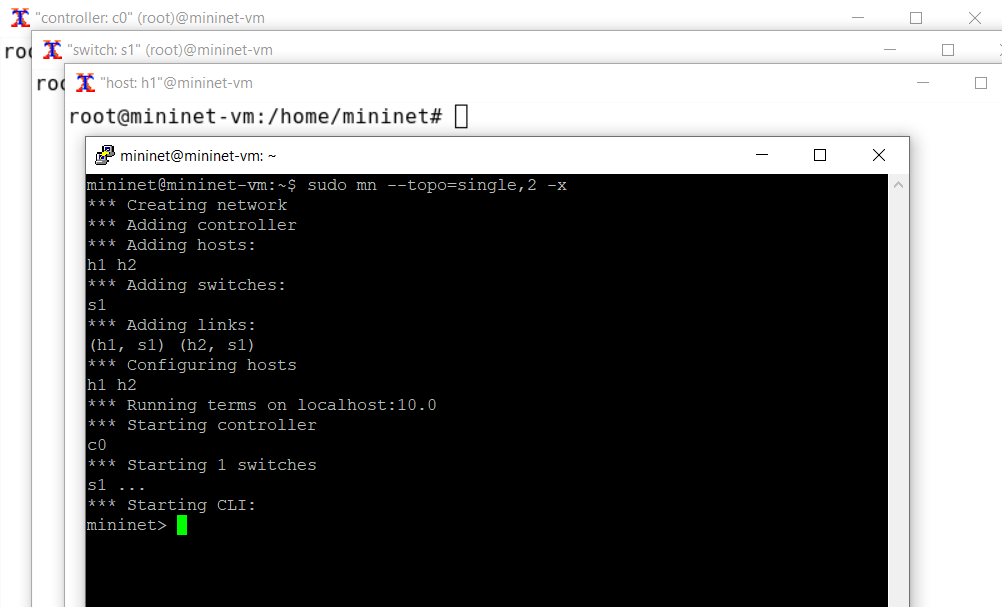 "controller: c0" (root)@mininet-vm
"switch: s1" (root)@mininet-vm
"host: h1"@mininet-vm
root@mininet-vm:/home/mininet#
mininet@mininet-vm: ~
mininet@mininet-vm:~$ sudo mn --topo=single,2 -x
*** Creating network
*** Adding controller
*** Adding hosts:
h1 h2
*** Adding switches:
s1
*** Adding links:
(h1, s1) (h2, s1)
*** Configuring hosts
h1 h2
*** Running terms on localhost:10.0
*** Starting controller
c0
*** Starting 1 switches
s1 ...
*** Starting CLI:
mininet>